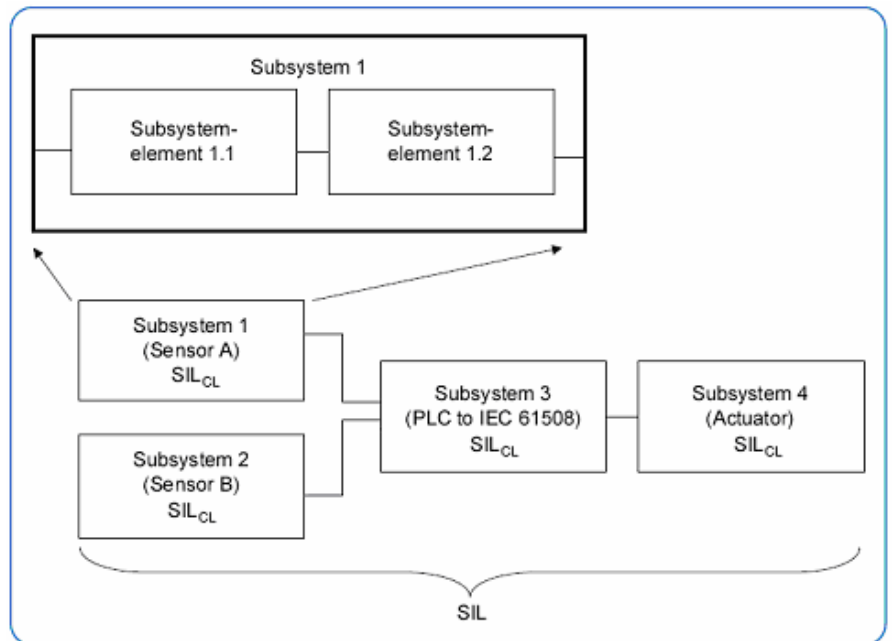 Subsystem 1
Subsystem-
element 1.1
Subsystem-
element 1.2
Subsystem 1
(Sensor A)
SILCL
Subsystem 2
(Sensor B)
SILCL
Subsystem 3
(PLC to IEC 61508)
SILCL
Subsystem 4
(Actuator)
SILCL
SIL